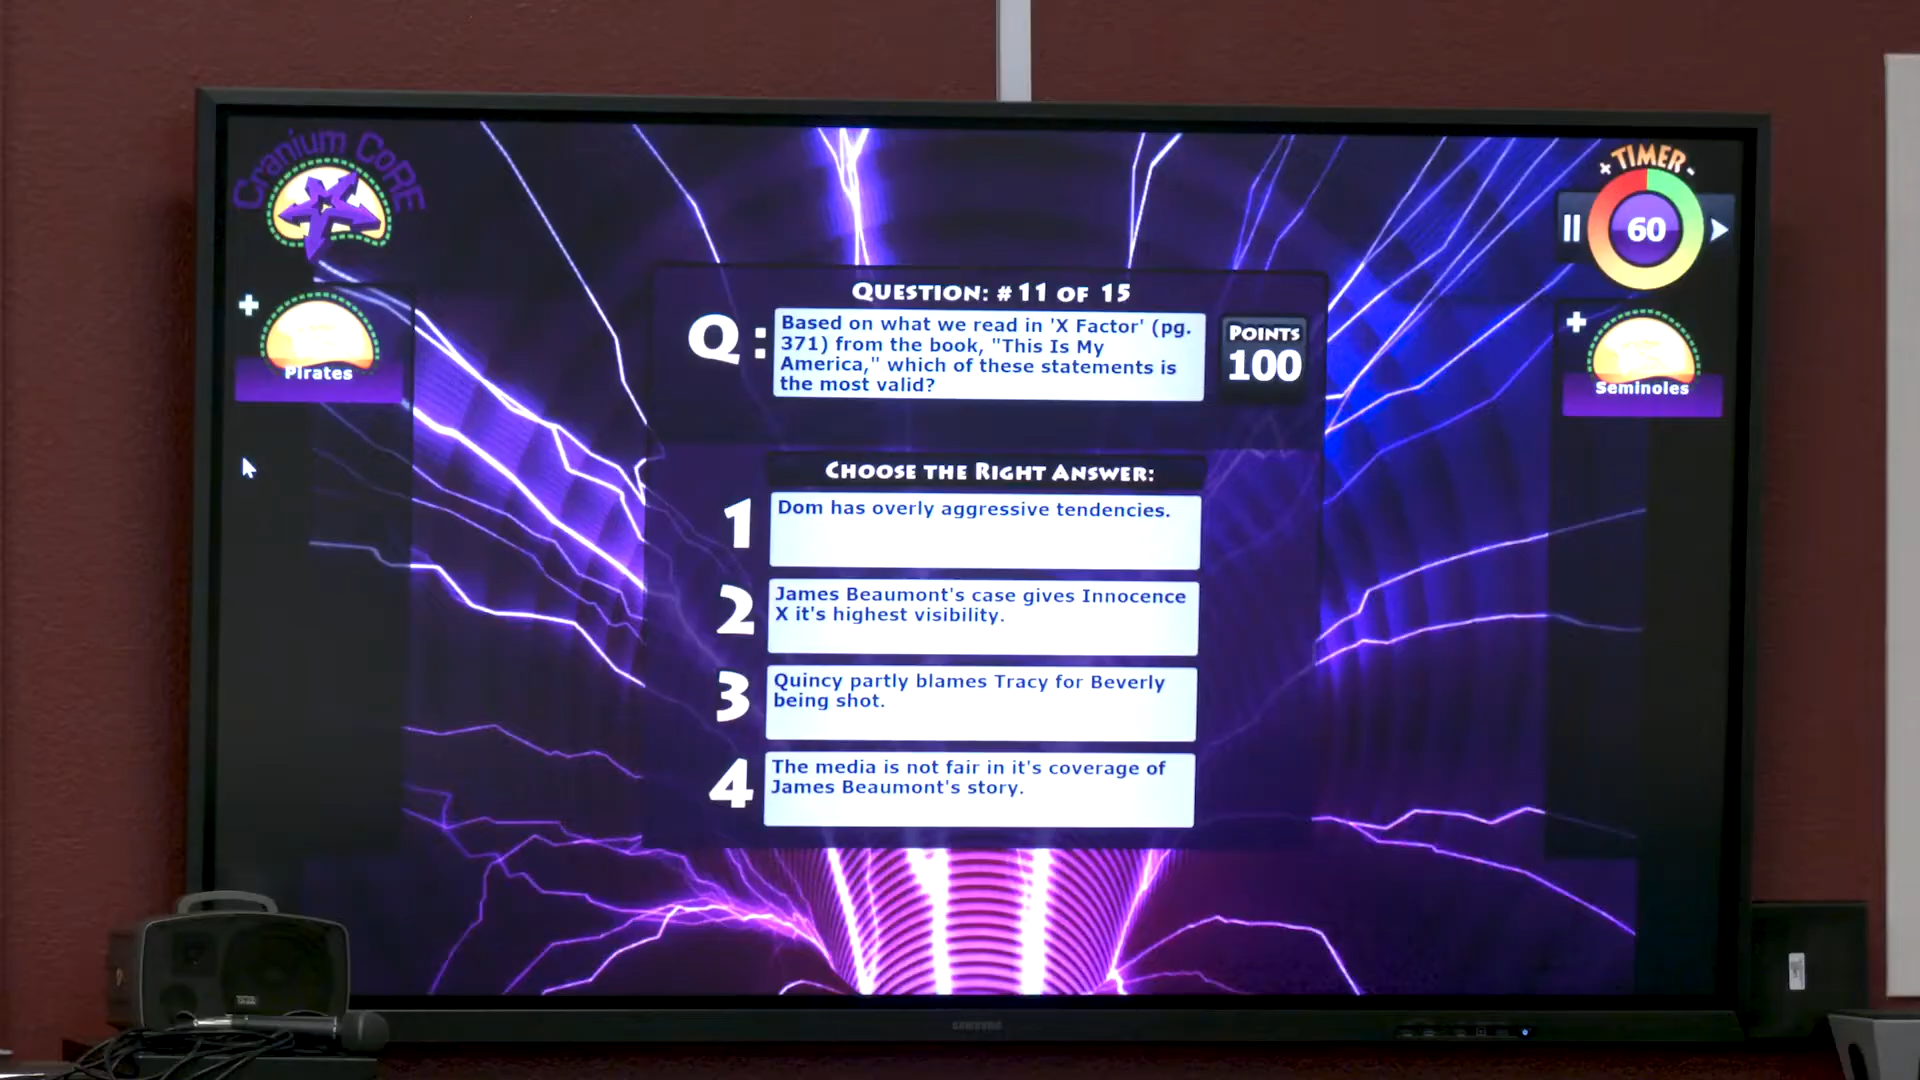 Cranium CoRE
TIMER
60
Pirates
Seminoles
QUESTION: # 11 OF 15
Q:
Based on what we read in 'X Factor' (pg.
371) from the book, "This Is My
America," which of these statements is
the most valid?
POINTS
100
CHOOSE THE RIGHT ANSWER:
1
Dom has overly aggressive tendencies.
2
James Beaumont's case gives Innocence
X it's highest visibility.
3
Quincy partly blames Tracy for Beverly
being shot.
4
The media is not fair in it's coverage of
James Beaumont's story.
SAMSUNG